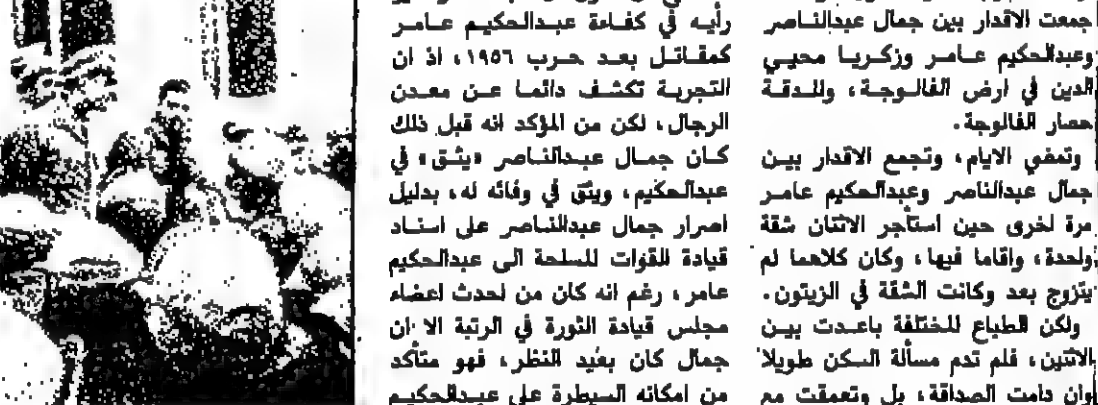 جمعت الاقدار بين جمال عبدالناصر
وعبدالحكيم عامر وزكريا محيي
الدين في ارض الفالوجة، وللدقة
حصار الفالوجة.
وتمضي الايام، وتجمع الاقدار بين
جمال عبدالناصر وعبدالحكيم عامر
مرة اخرى حين استأجر الاثنان شقة
واحدة، واقاما فيها، وكان كلاهما لم
يتزوج بعد وكانت الشقة في الزيتون.
ولكن الطباع المختلفة باعدت بين
الاثنين، فلم تدم مسألة السكن طويلا
وان دامت الصداقة، بل وتعمقت مع
رأيه في كفاءة عبدالحكيم عامر
كمقاتل بعد حرب ١٩٥٦، اذ ان
التجربة تكشف دائما عن معدن
الرجال، لكن من المؤكد انه قبل ذلك
كان جمال عبدالناصر «يثق» في
عبدالحكيم، ويثق في وفائه له، بدليل
اصرار جمال عبدالناصر على اسناد
قيادة القوات المسلحة الى عبدالحكيم
عامر، رغم انه كان من احدث اعضاء
مجلس قيادة الثورة في الرتبة الا ان
جمال كان بعيد النظر، فهو متأكد
من امكانه السيطرة على عبدالحكيم